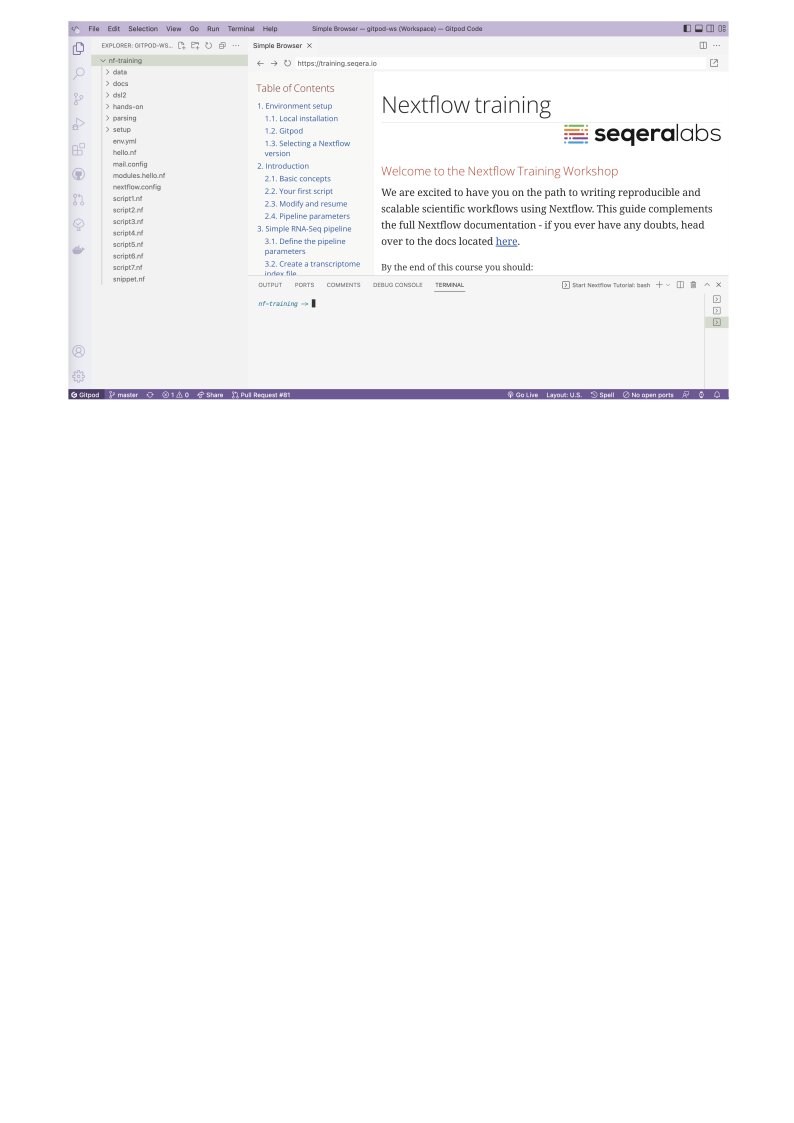 File Edit Selection View Go Run Terminal Help
Simple Browser — gitpod-ws (Workspace) — Gitpod Code
EXPLORER: GITPOD-WS...
nf-training
data
docs
dsl2
hands-on
parsing
setup
env.yml
hello.nf
mail.config
modules.hello.nf
nextflow.config
script1.nf
script2.nf
script3.nf
script4.nf
script5.nf
script6.nf
script7.nf
snippet.nf
Simple Browser
https://training.seqera.io
Table of Contents
1. Environment setup
1.1. Local installation
1.2. Gitpod
1.3. Selecting a Nextflow
version
2. Introduction
2.1. Basic concepts
2.2. Your first script
2.3. Modify and resume
2.4. Pipeline parameters
3. Simple RNA-Seq pipeline
3.1. Define the pipeline
parameters
3.2. Create a transcriptome
index file
Nextflow training
seqeralabs
Welcome to the Nextflow Training Workshop
We are excited to have you on the path to writing reproducible and
scalable scientific workflows using Nextflow. This guide complements
the full Nextflow documentation - if you ever have any doubts, head
over to the docs located here.
By the end of this course you should:
OUTPUT PORTS COMMENTS DEBUG CONSOLE TERMINAL
Start Nextflow Tutorial: bash
nf-training ->
Gitpod master 1 0 Share Pull Request #81
Go Live Layout: U.S. Spell No open ports